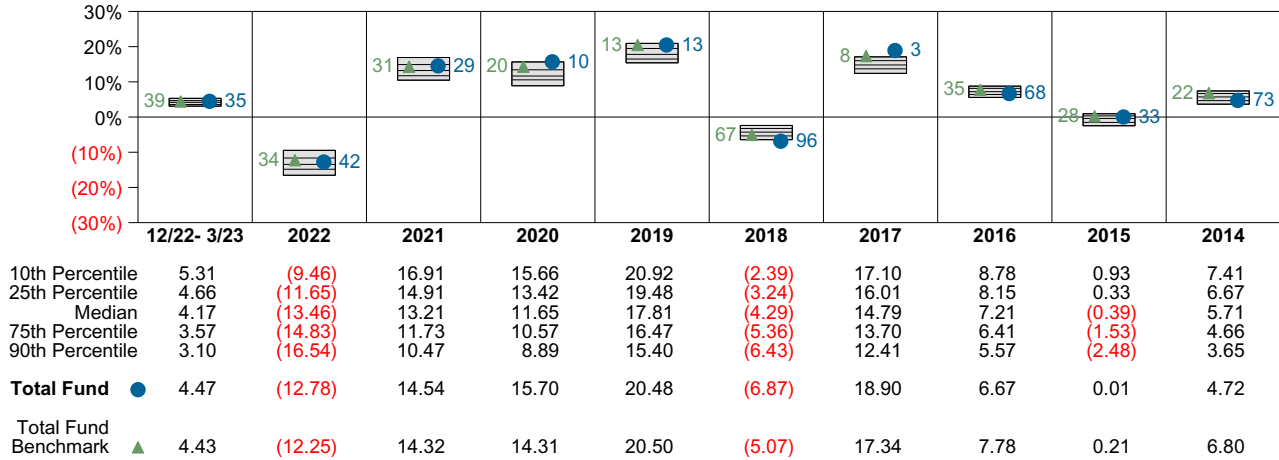 30%
20%
10%
0%
(10%)
(20%)
(30%)
39 35 34 42 31 29 20 10 13 13 67 96 8 3 35 68 28 33 22 73
12/22- 3/23 2022 2021 2020 2019 2018 2017 2016 2015 2014
10th Percentile 5.31 (9.46) 16.91 15.66 20.92 (2.39) 17.10 8.78 0.93 7.41
25th Percentile 4.66 (11.65) 14.91 13.42 19.48 (3.24) 16.01 8.15 0.33 6.67
Median 4.17 (13.46) 13.21 11.65 17.81 (4.29) 14.79 7.21 (0.39) 5.71
75th Percentile 3.57 (14.83) 11.73 10.57 16.47 (5.36) 13.70 6.41 (1.53) 4.66
90th Percentile 3.10 (16.54) 10.47 8.89 15.40 (6.43) 12.41 5.57 (2.48) 3.65
Total Fund 4.47 (12.78) 14.54 15.70 20.48 (6.87) 18.90 6.67 0.01 4.72
Total Fund
Benchmark 4.43 (12.25) 14.32 14.31 20.50 (5.07) 17.34 7.78 0.21 6.80